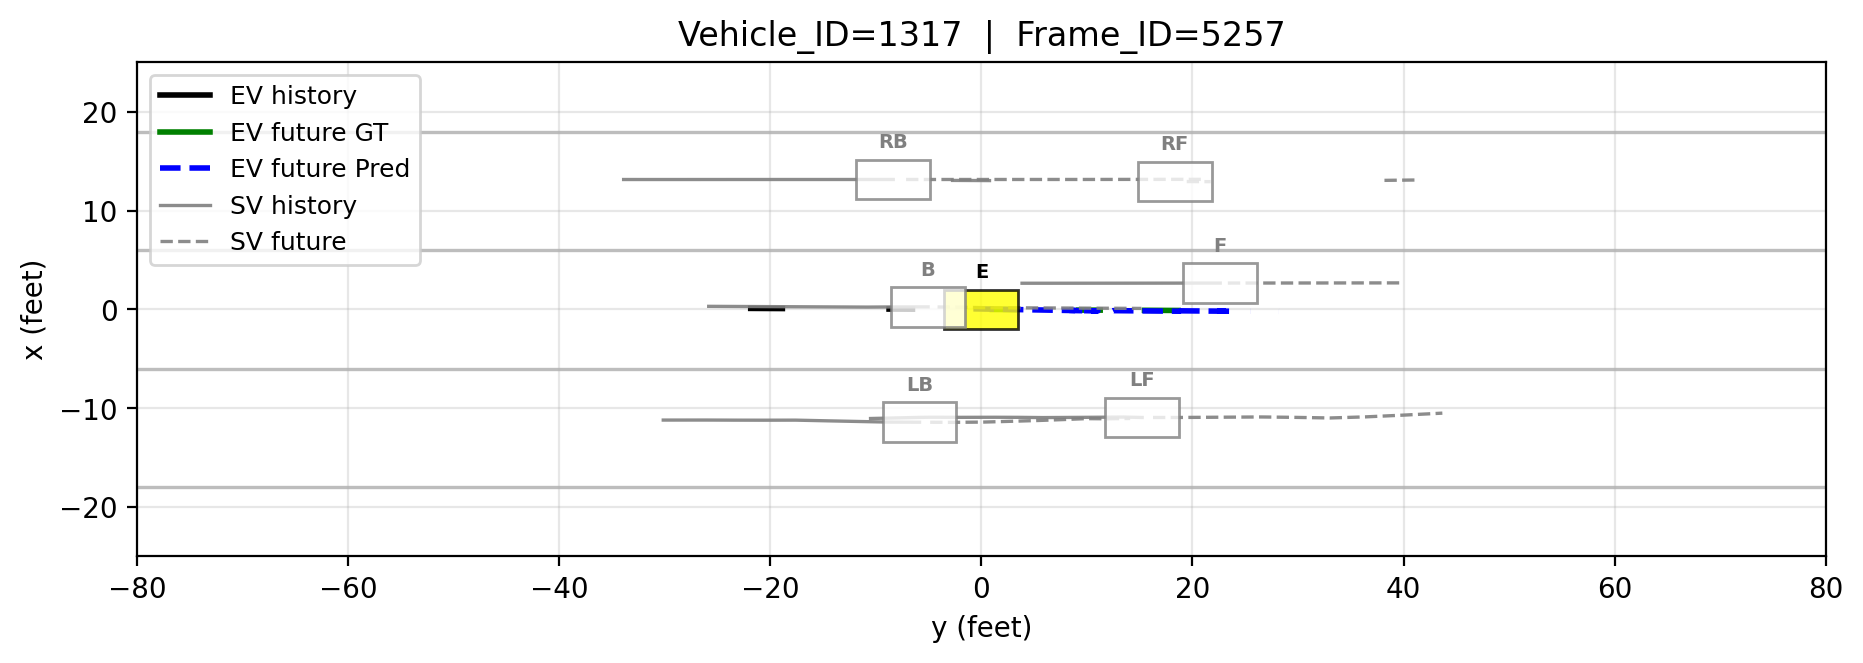 Vehicle_ID=1317 | Frame_ID=5257
EV history
EV future GT
EV future Pred
SV history
SV future
RB
RF
F
B
E
LB
LF
20
10
0
−10
−20
x (feet)
−80
−60
−40
−20
0
20
40
60
80
y (feet)